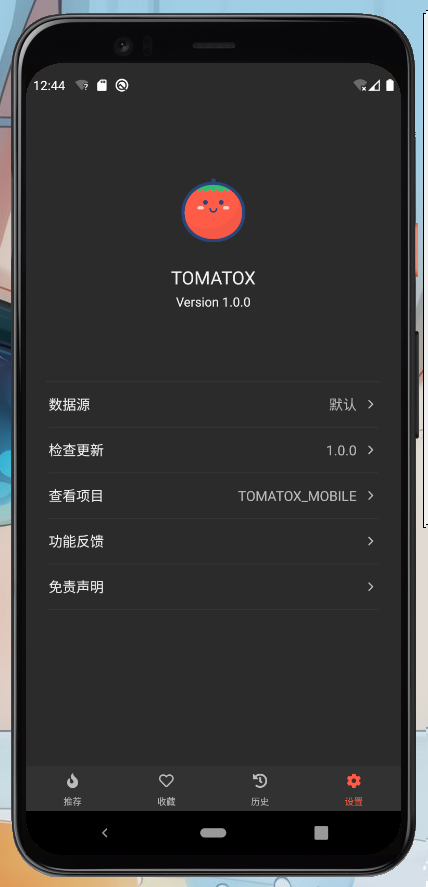 12:44
TOMATOX
Version 1.0.0
数据源 默认
检查更新 1.0.0
查看项目 TOMATOX_MOBILE
功能反馈
免责声明
推荐 收藏 历史 设置